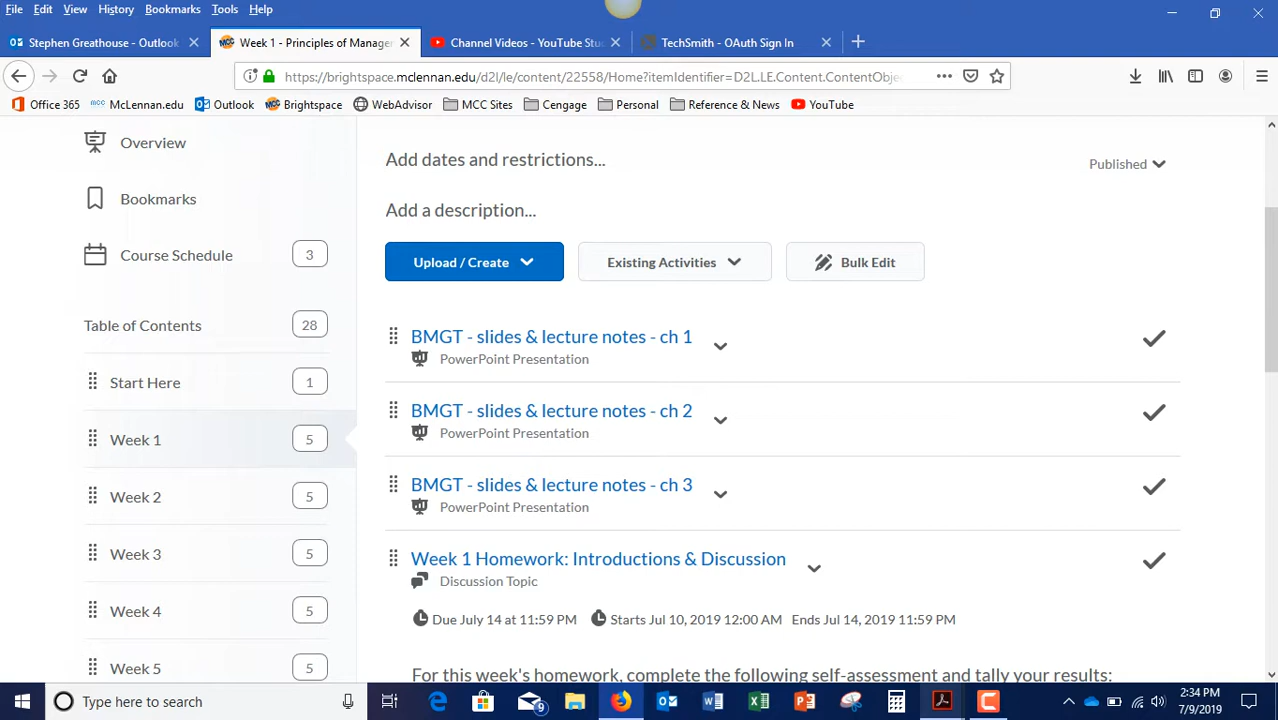 File Edit View History Bookmarks Tools Help
Stephen Greathouse - Outlook Week 1 - Principles of Manager Channel Videos - YouTube Stu TechSmith - OAuth Sign In
https://brightspace.mclennan.edu/d2l/le/content/22558/Home?itemIdentifier=D2L.LE.Content.ContentObje
Office 365 McLennan.edu Outlook Brightspace WebAdvisor MCC Sites Cengage Personal Reference & News YouTube
Overview
Bookmarks
Course Schedule 3
Table of Contents 28
Start Here 1
Week 1 5
Week 2 5
Week 3 5
Week 4 5
Week 5 5
Add dates and restrictions...
Published
Add a description...
Upload / Create Existing Activities Bulk Edit
BMGT - slides & lecture notes - ch 1
PowerPoint Presentation
BMGT - slides & lecture notes - ch 2
PowerPoint Presentation
BMGT - slides & lecture notes - ch 3
PowerPoint Presentation
Week 1 Homework: Introductions & Discussion
Discussion Topic
Due July 14 at 11:59 PM Starts Jul 10, 2019 12:00 AM Ends Jul 14, 2019 11:59 PM
For this week's homework, complete the following self-assessment and tally your results:
Type here to search 9 2:34 PM
7/9/2019